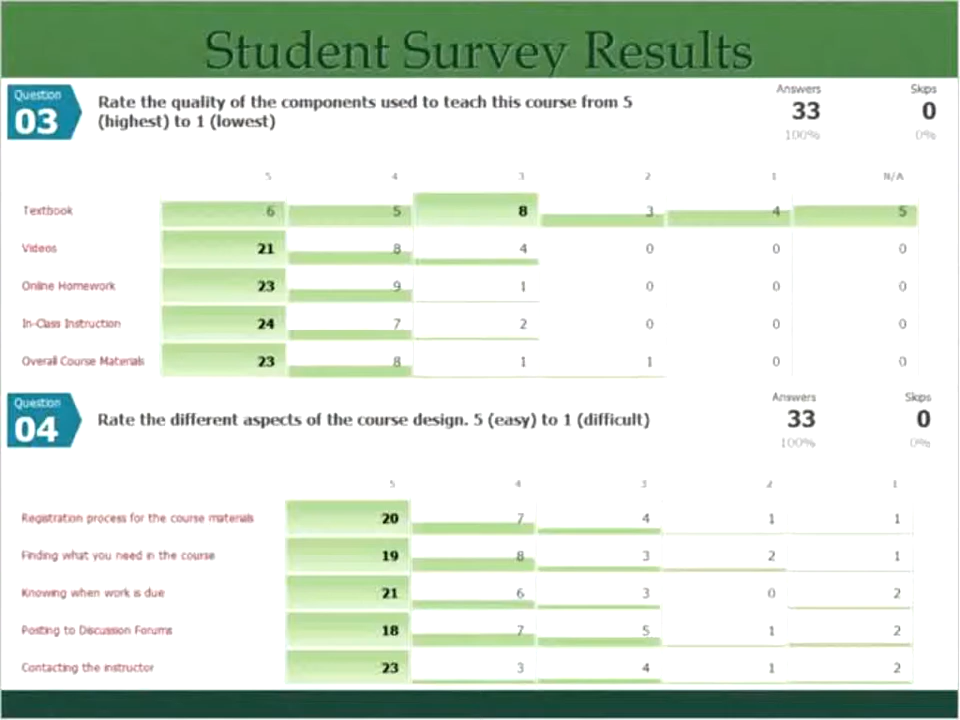 Student Survey Results
Question
03
Rate the quality of the components used to teach this course from 5
(highest) to 1 (lowest)
Answers
33
100%
Skips
0
0%
5 4 3 2 1 N/A
Textbook 6 5 8 3 4 5
Videos 21 8 4 0 0 0
Online Homework 23 9 1 0 0 0
In-Class Instruction 24 7 2 0 0 0
Overall Course Materials 23 8 1 1 0 0
Question
04
Rate the different aspects of the course design. 5 (easy) to 1 (difficult)
Answers
33
100%
Skips
0
0%
5 4 3 2 1
Registration process for the course materials 20 7 4 1 1
Finding what you need in the course 19 8 3 2 1
Knowing when work is due 21 6 3 0 2
Posting to Discussion Forums 18 7 5 1 2
Contacting the instructor 23 3 4 1 2